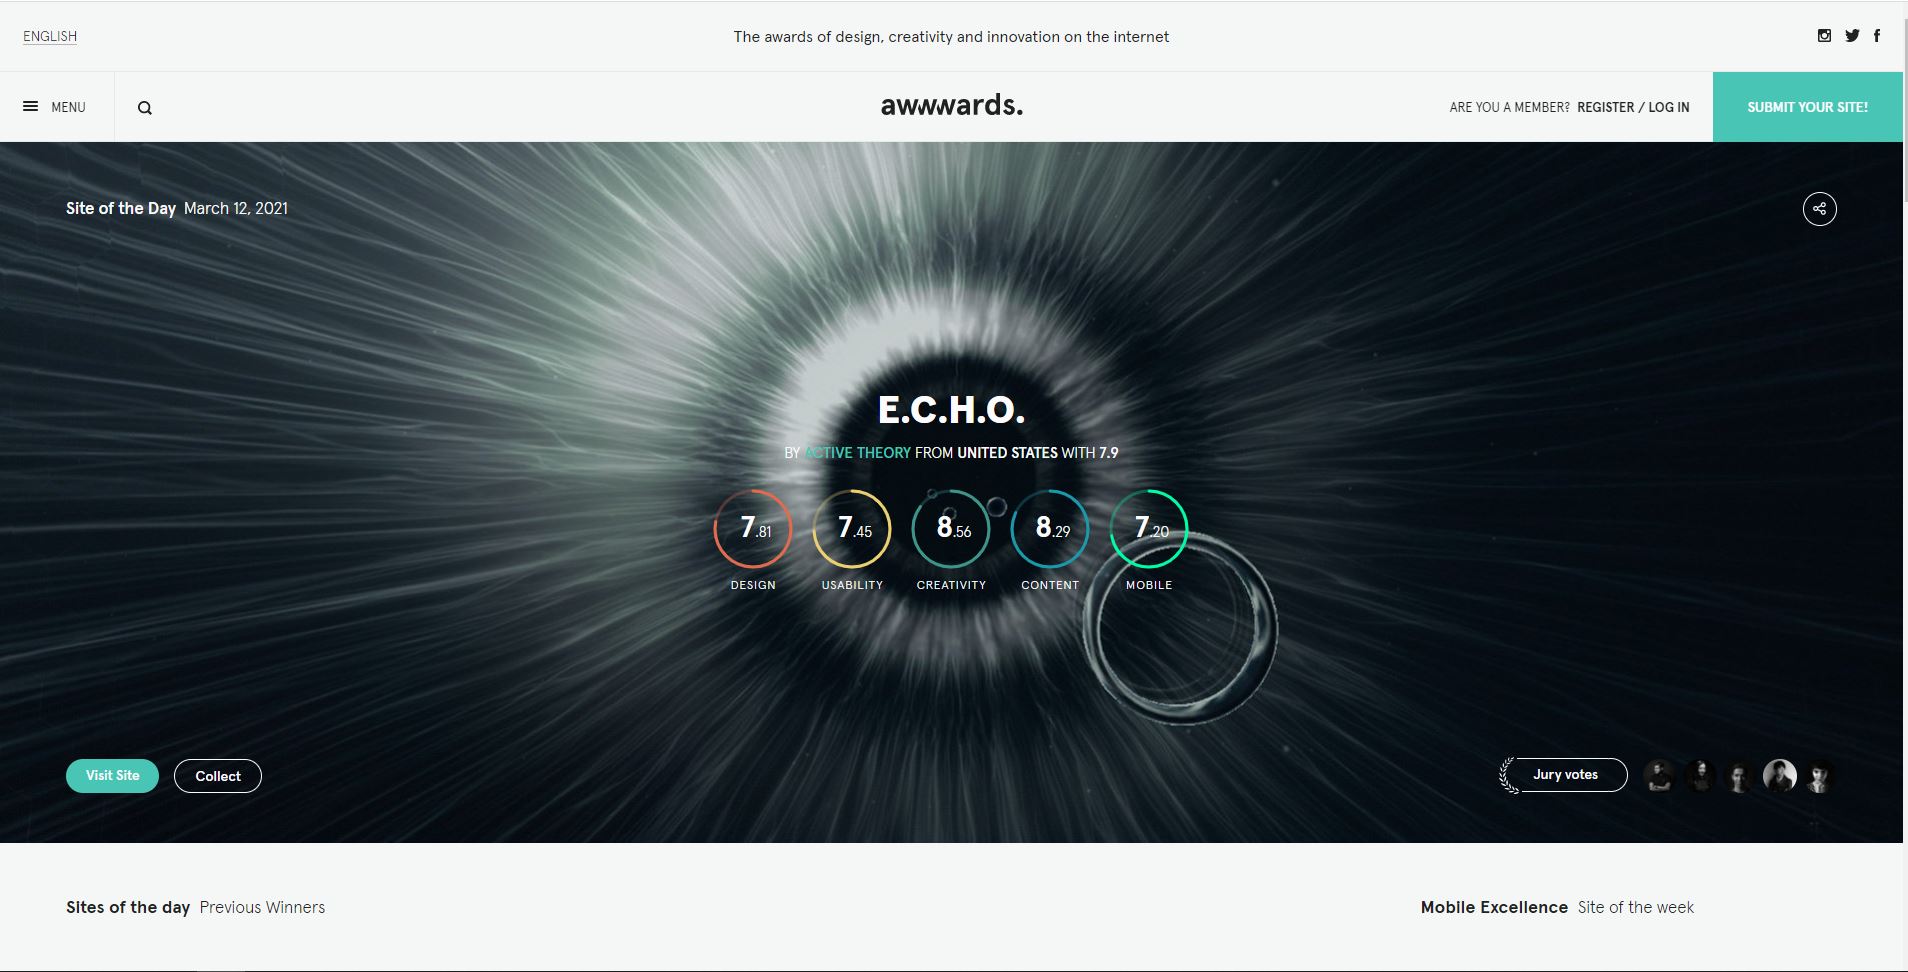 ENGLISH
The awards of design, creativity and innovation on the internet
MENU
awwwards.
ARE YOU A MEMBER? REGISTER / LOG IN
SUBMIT YOUR SITE!
Site of the Day March 12, 2021
E.C.H.O.
BY ACTIVE THEORY FROM UNITED STATES WITH 7.9
7.81 7.45 8.56 8.29 7.20
DESIGN USABILITY CREATIVITY CONTENT MOBILE
Visit Site Collect
Jury votes
Sites of the day Previous Winners
Mobile Excellence Site of the week